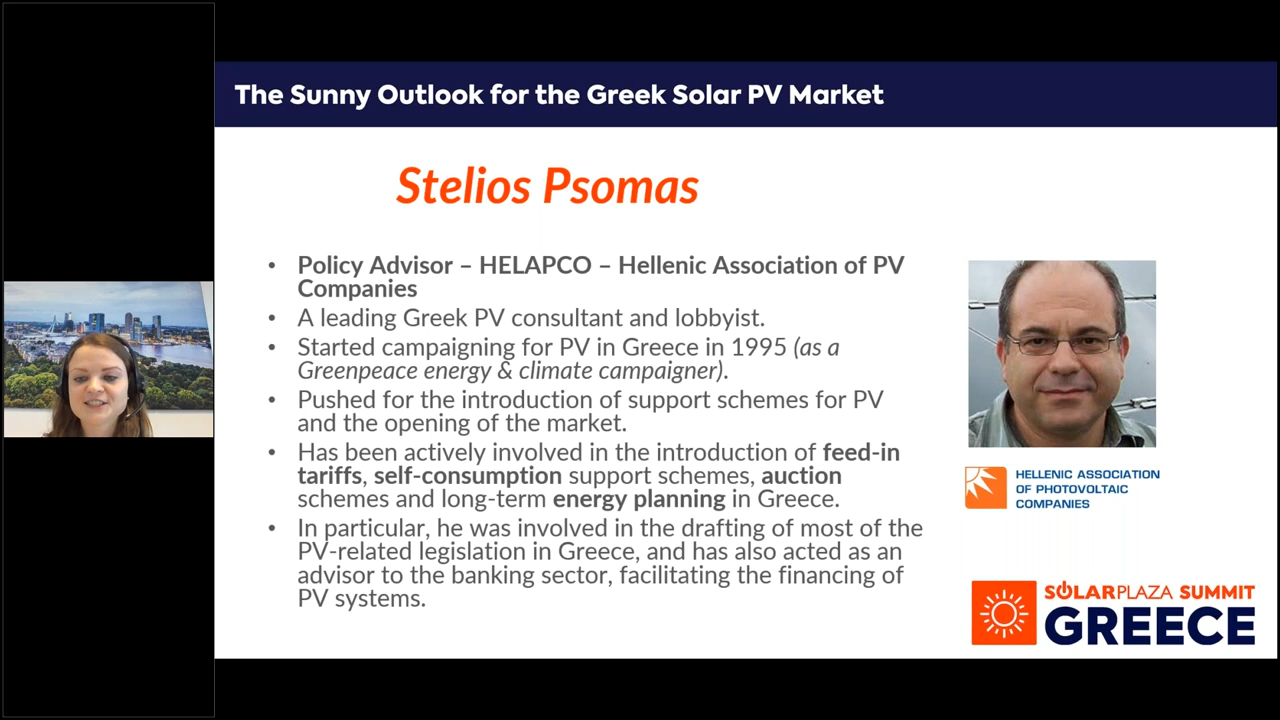 The Sunny Outlook for the Greek Solar PV Market
Stelios Psomas
• Policy Advisor – HELAPCO – Hellenic Association of PV
Companies
• A leading Greek PV consultant and lobbyist.
• Started campaigning for PV in Greece in 1995 (as a
Greenpeace energy & climate campaigner).
• Pushed for the introduction of support schemes for PV
and the opening of the market.
• Has been actively involved in the introduction of feed-in
tariffs, self-consumption support schemes, auction
schemes and long-term energy planning in Greece.
• In particular, he was involved in the drafting of most of the
PV-related legislation in Greece, and has also acted as an
advisor to the banking sector, facilitating the financing of
PV systems.
HELLENIC ASSOCIATION
OF PHOTOVOLTAIC
COMPANIES
SOLARPLAZA SUMMIT
GREECE